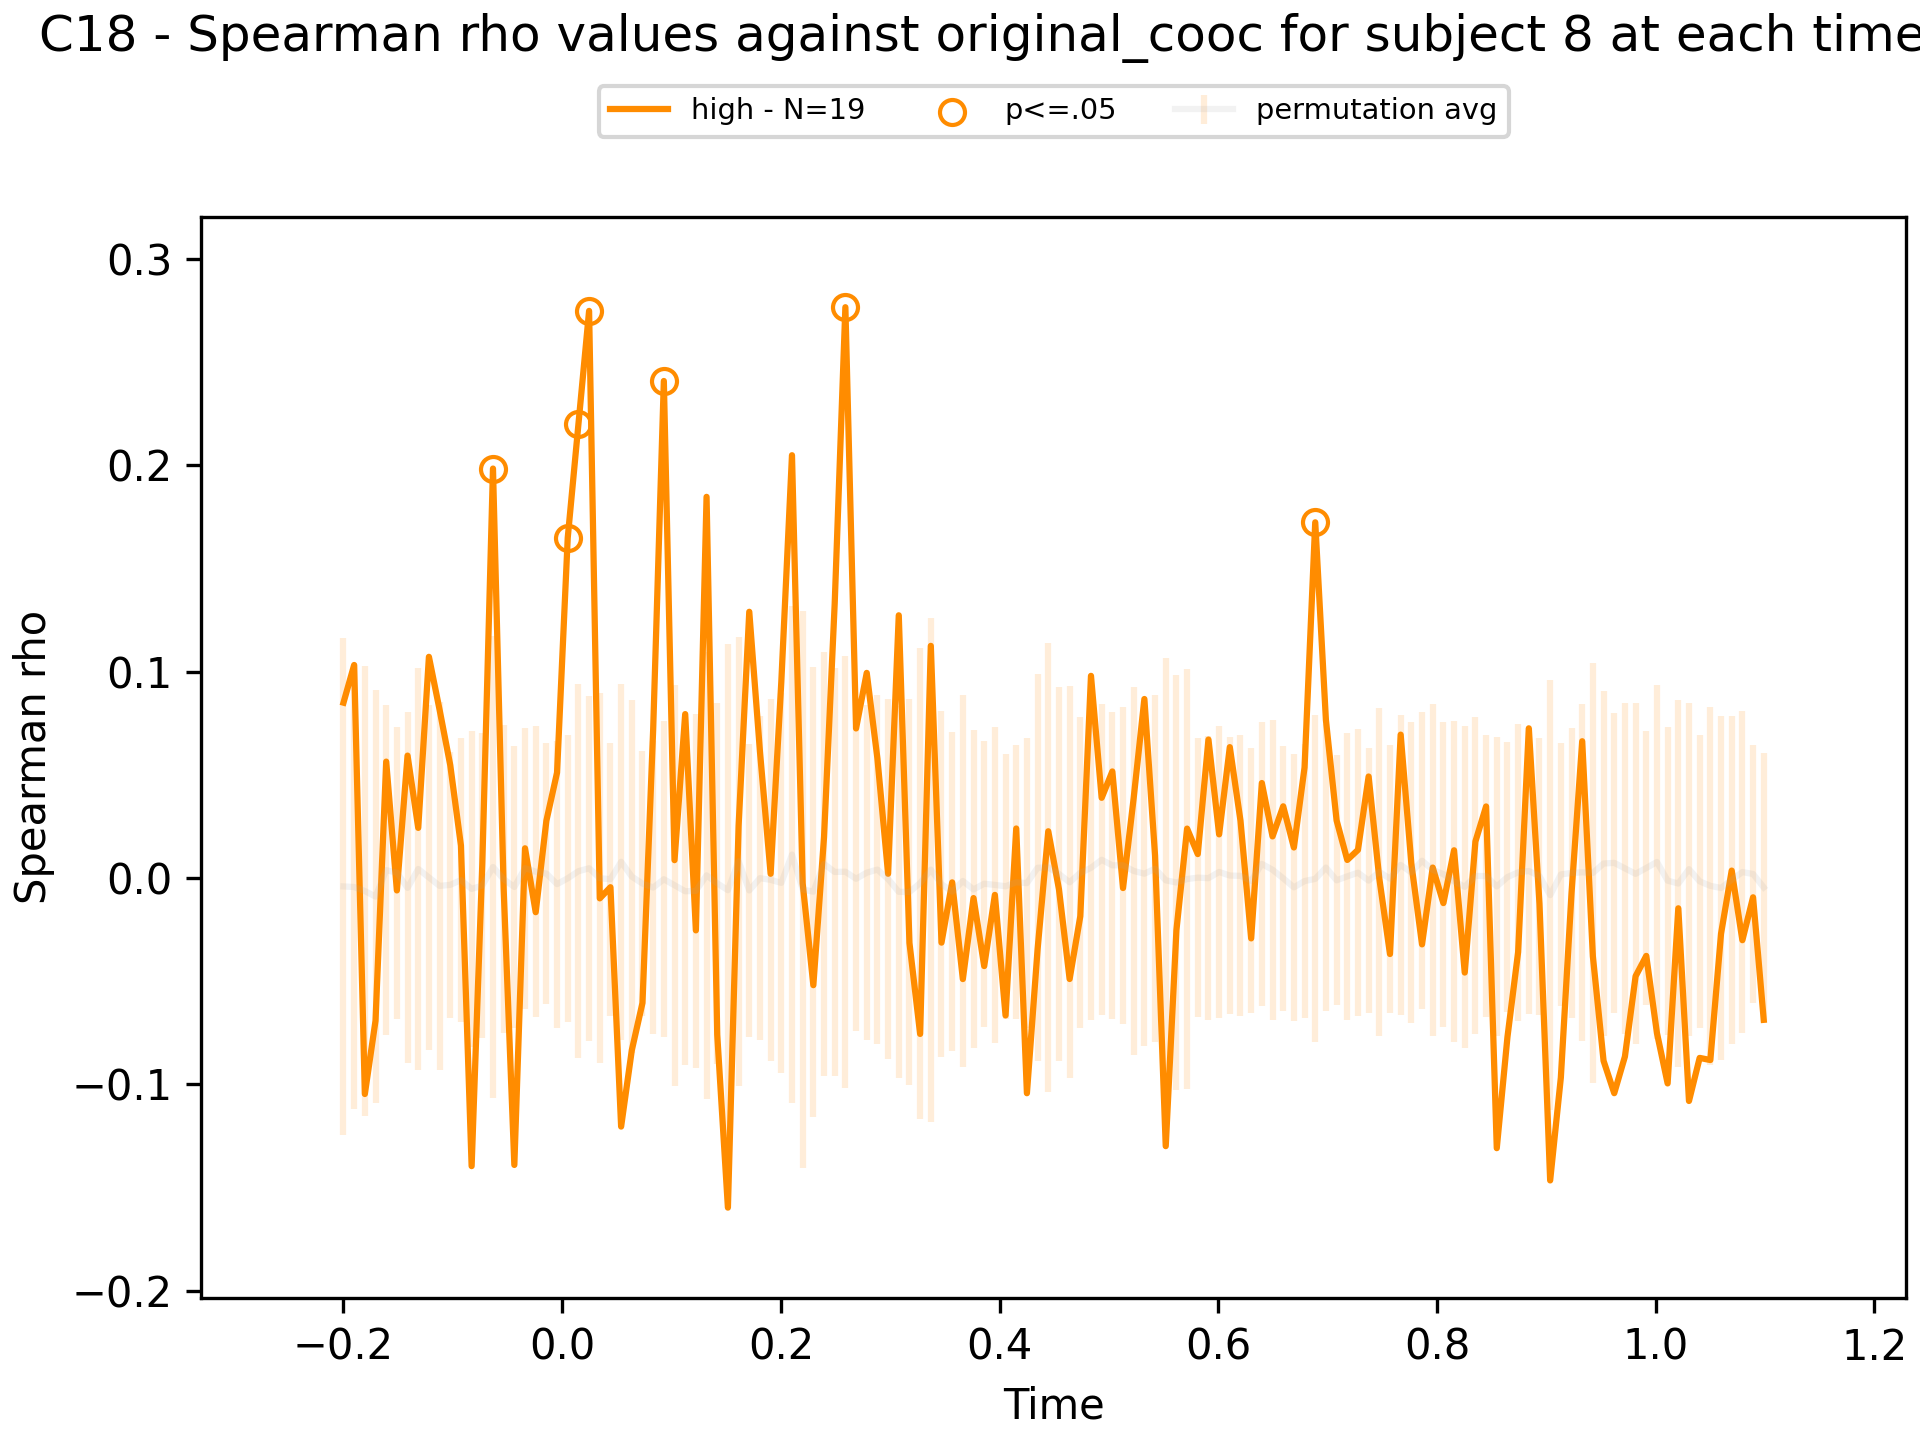 C18 - Spearman rho values against original_cooc for subject 8 at each time
high - N=19 p<=.05 permutation avg
0.3
0.2
0.1
0.0
−0.1
−0.2
Spearman rho
−0.2 0.0 0.2 0.4 0.6 0.8 1.0 1.2
Time